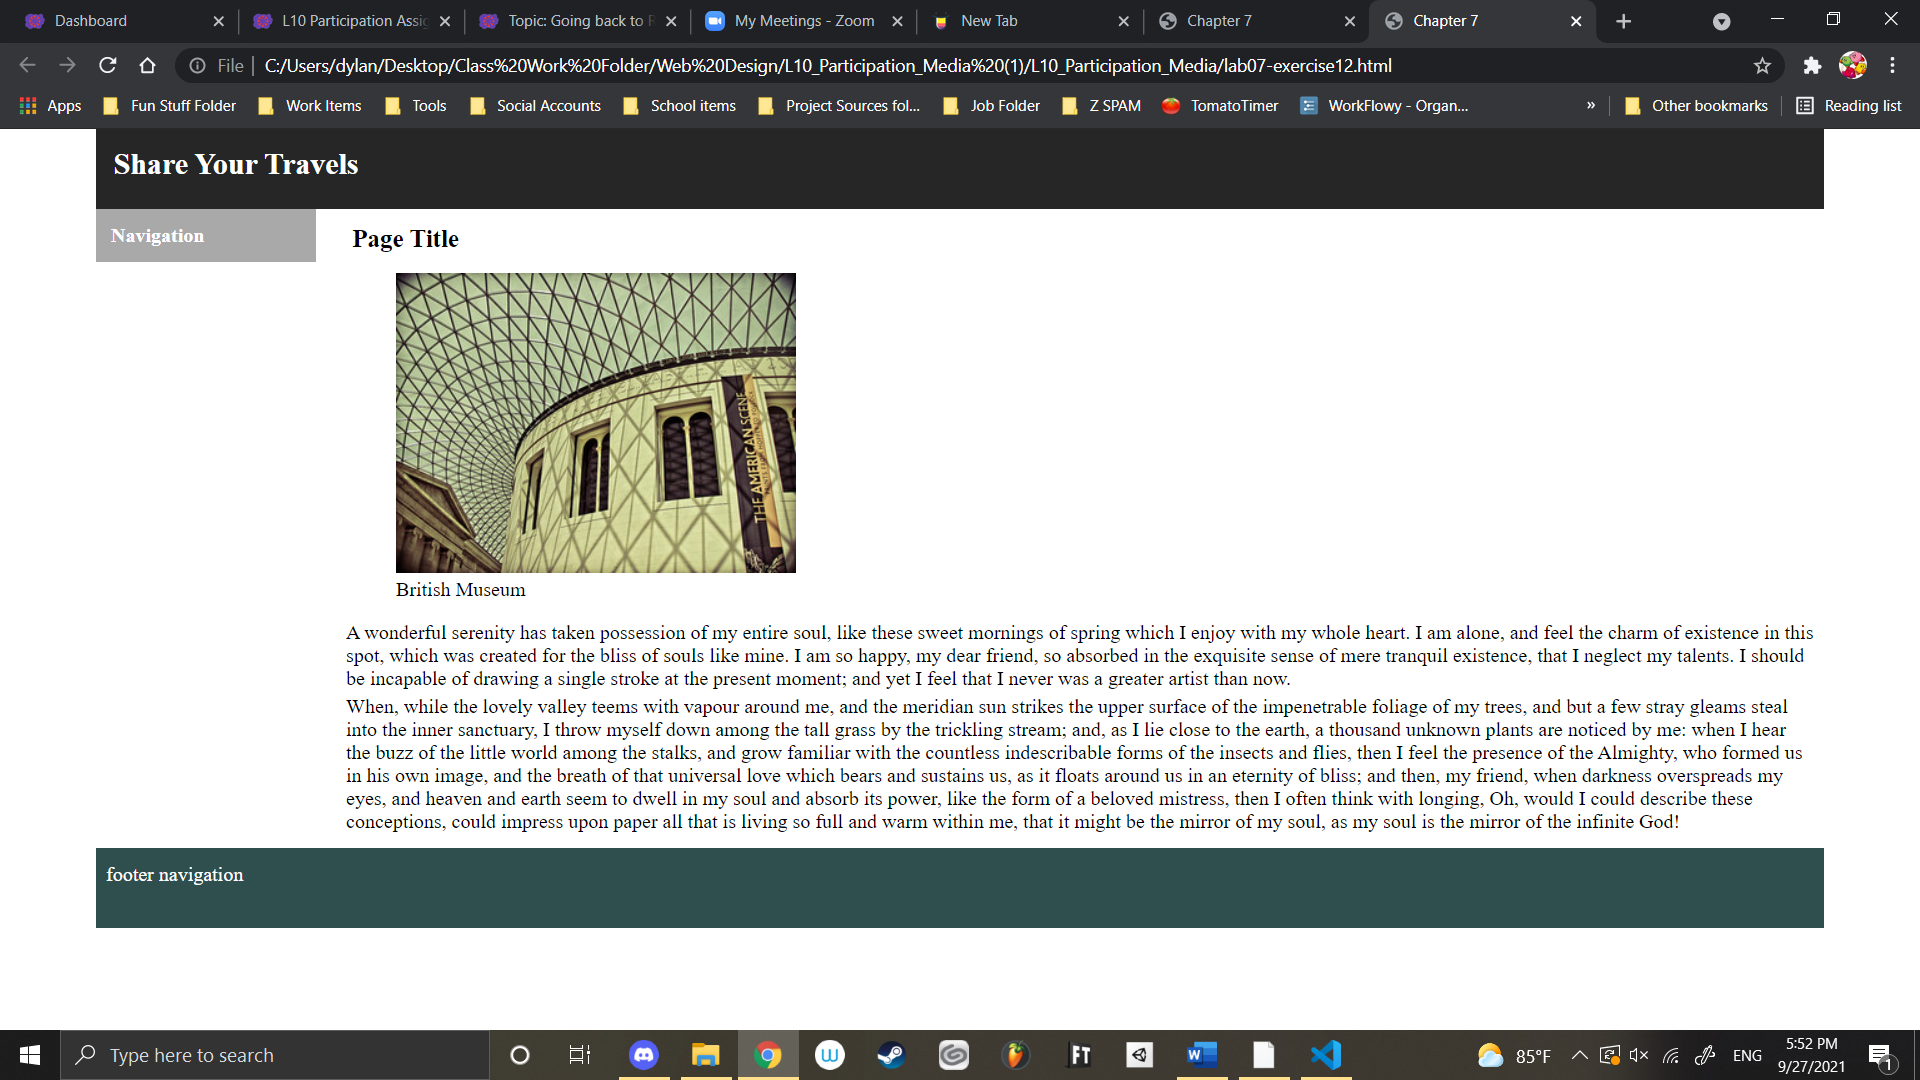 Dashboard
L10 Participation Assig
Topic: Going back to R
My Meetings - Zoom
New Tab
Chapter 7
Chapter 7
File
C:/Users/dylan/Desktop/Class%20Work%20Folder/Web%20Design/L10_Participation_Media%20(1)/L10_Participation_Media/lab07-exercise12.html
Apps
Fun Stuff Folder
Work Items
Tools
Social Accounts
School items
Project Sources fol...
Job Folder
Z SPAM
TomatoTimer
WorkFlowy - Organ...
»
Other bookmarks
Reading list
Share Your Travels
Navigation
Page Title
THE AMERICAN SCENE
British Museum
A wonderful serenity has taken possession of my entire soul, like these sweet mornings of spring which I enjoy with my whole heart. I am alone, and feel the charm of existence in this
spot, which was created for the bliss of souls like mine. I am so happy, my dear friend, so absorbed in the exquisite sense of mere tranquil existence, that I neglect my talents. I should
be incapable of drawing a single stroke at the present moment; and yet I feel that I never was a greater artist than now.
When, while the lovely valley teems with vapour around me, and the meridian sun strikes the upper surface of the impenetrable foliage of my trees, and but a few stray gleams steal
into the inner sanctuary, I throw myself down among the tall grass by the trickling stream; and, as I lie close to the earth, a thousand unknown plants are noticed by me: when I hear
the buzz of the little world among the stalks, and grow familiar with the countless indescribable forms of the insects and flies, then I feel the presence of the Almighty, who formed us
in his own image, and the breath of that universal love which bears and sustains us, as it floats around us in an eternity of bliss; and then, my friend, when darkness overspreads my
eyes, and heaven and earth seem to dwell in my soul and absorb its power, like the form of a beloved mistress, then I often think with longing, Oh, would I could describe these
conceptions, could impress upon paper all that is living so full and warm within me, that it might be the mirror of my soul, as my soul is the mirror of the infinite God!
footer navigation
Type here to search
w
FT
W
85°F
ENG
5:52 PM
9/27/2021
1